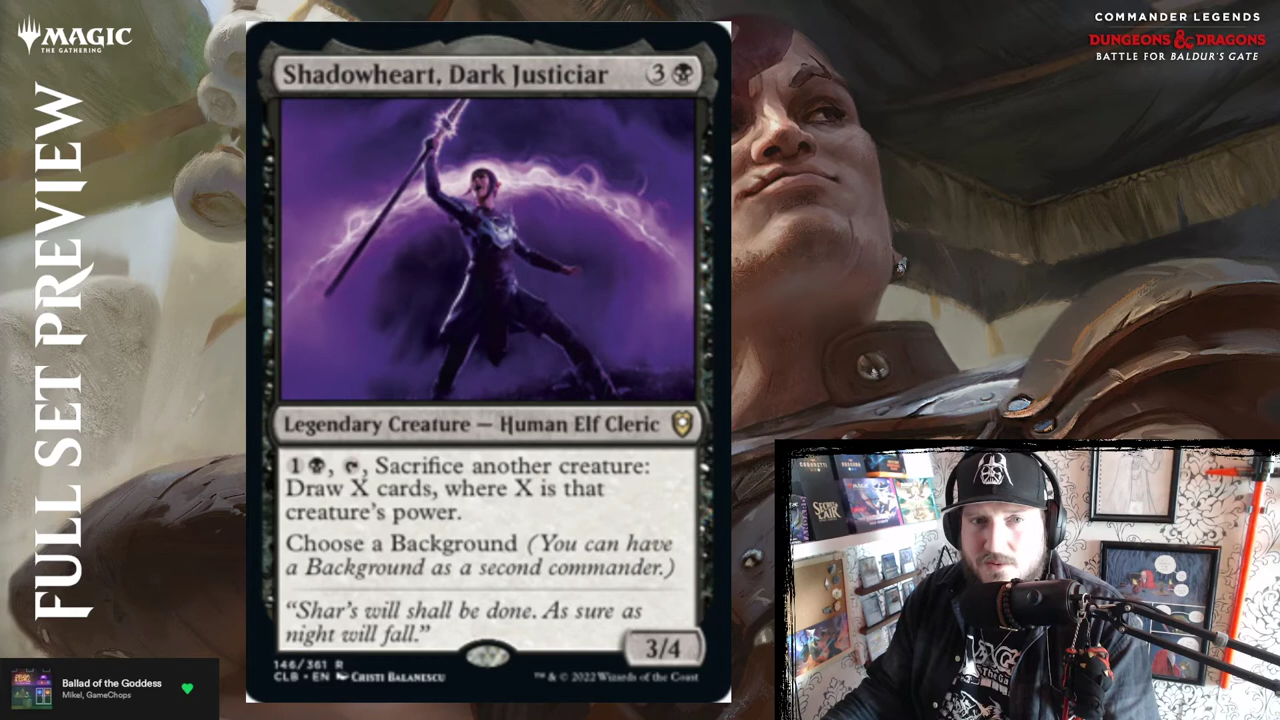 MAGIC
THE GATHERING
FULL SET PREVIEW
COMMANDER LEGENDS
DUNGEONS & DRAGONS
BATTLE FOR BALDUR'S GATE
Shadowheart, Dark Justiciar 3
Legendary Creature — Human Elf Cleric
1 , , Sacrifice another creature:
Draw X cards, where X is that
creature's power.
Choose a Background (You can have
a Background as a second commander.)
“Shar's will shall be done. As sure as
night will fall.”
3/4
146/361 R
CLB • EN Cristi Balanescu
™ & © 2022 Wizards of the Coast
Ballad of the Goddess
Mikel, GameChops
MAGIC
SECRET
LAIR